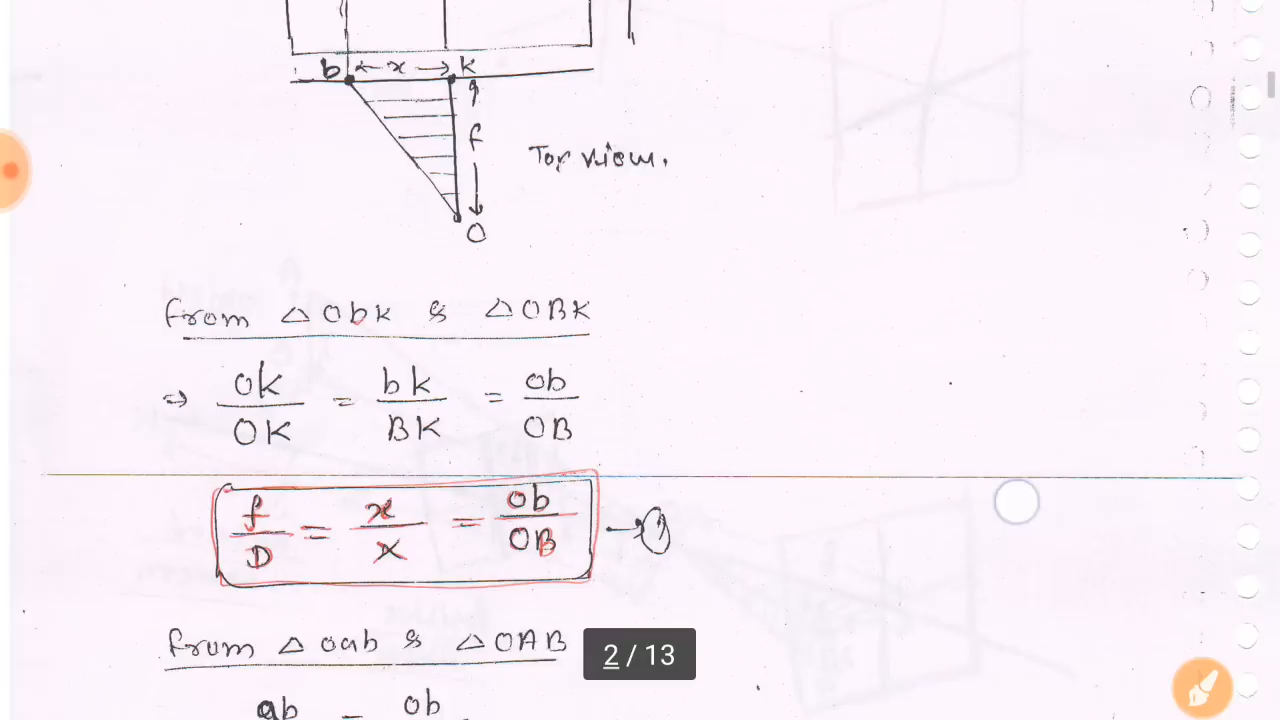 b ← x → k
f
Top view.
O
from △ Obk & △ OBK
⇒ ok/OK = bk/BK = ob/OB
f/D = x/X = ob/OB → ①
from △ oab & △ OAB
ab = ob
2 / 13